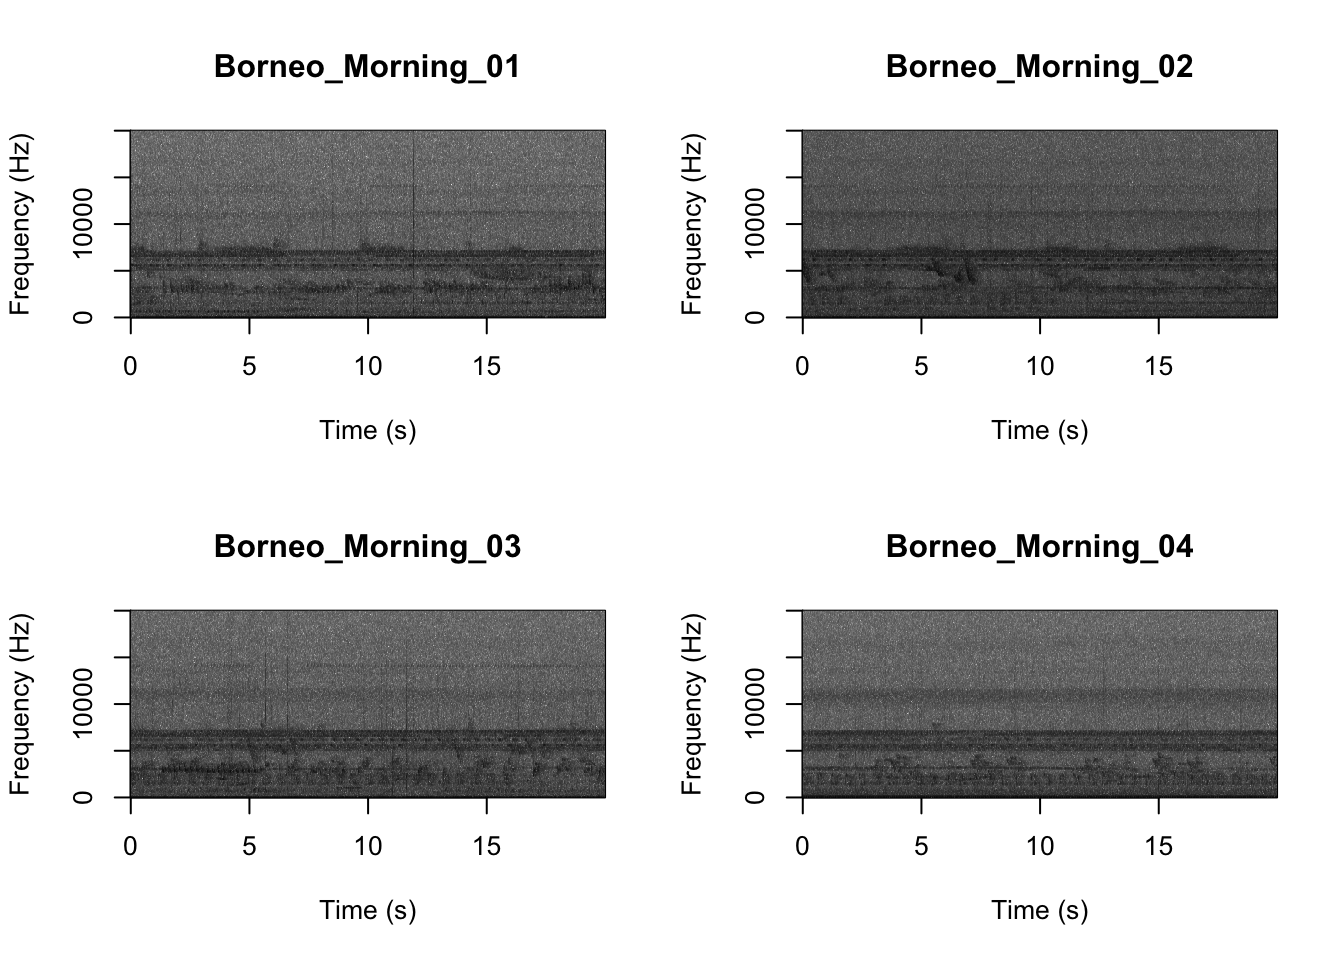 Borneo_Morning_01
Frequency (Hz)
10000
0
0 5 10 15
Time (s)
Borneo_Morning_02
Frequency (Hz)
10000
0
0 5 10 15
Time (s)
Borneo_Morning_03
Frequency (Hz)
10000
0
0 5 10 15
Time (s)
Borneo_Morning_04
Frequency (Hz)
10000
0
0 5 10 15
Time (s)